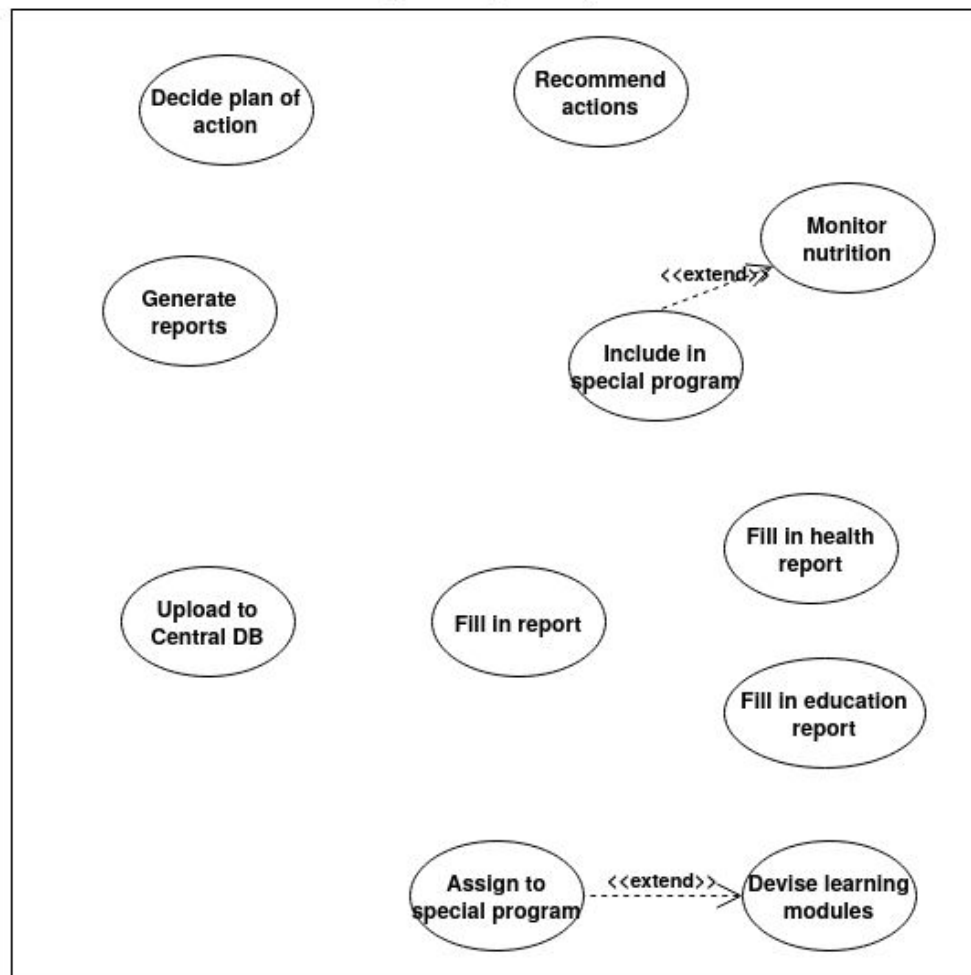 Decide plan of
action
Recommend
actions
Monitor
nutrition
<<extend>>
Generate
reports
Include in
special program
Fill in health
report
Upload to
Central DB
Fill in report
Fill in education
report
Assign to
special program
<<extend>>
Devise learning
modules